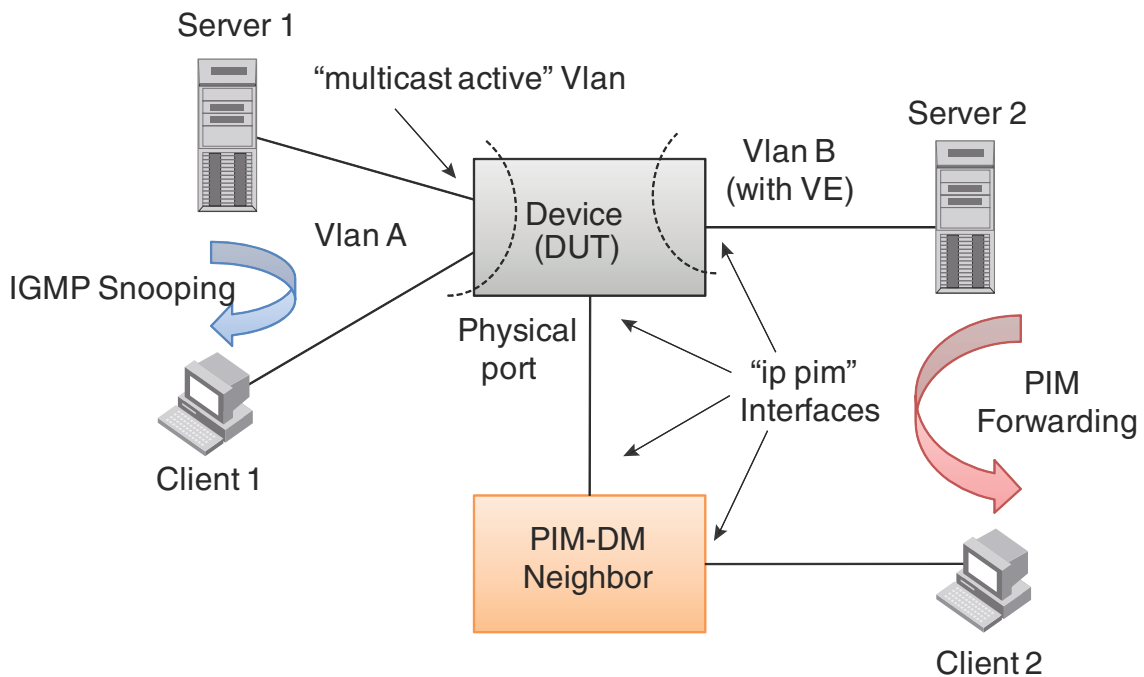 Server 1
“multicast active” Vlan
Server 2
Vlan B
(with VE)
Device
(DUT)
Vlan A
IGMP Snooping
Physical
port
“ip pim”
Interfaces
PIM
Forwarding
Client 1
PIM-DM
Neighbor
Client 2